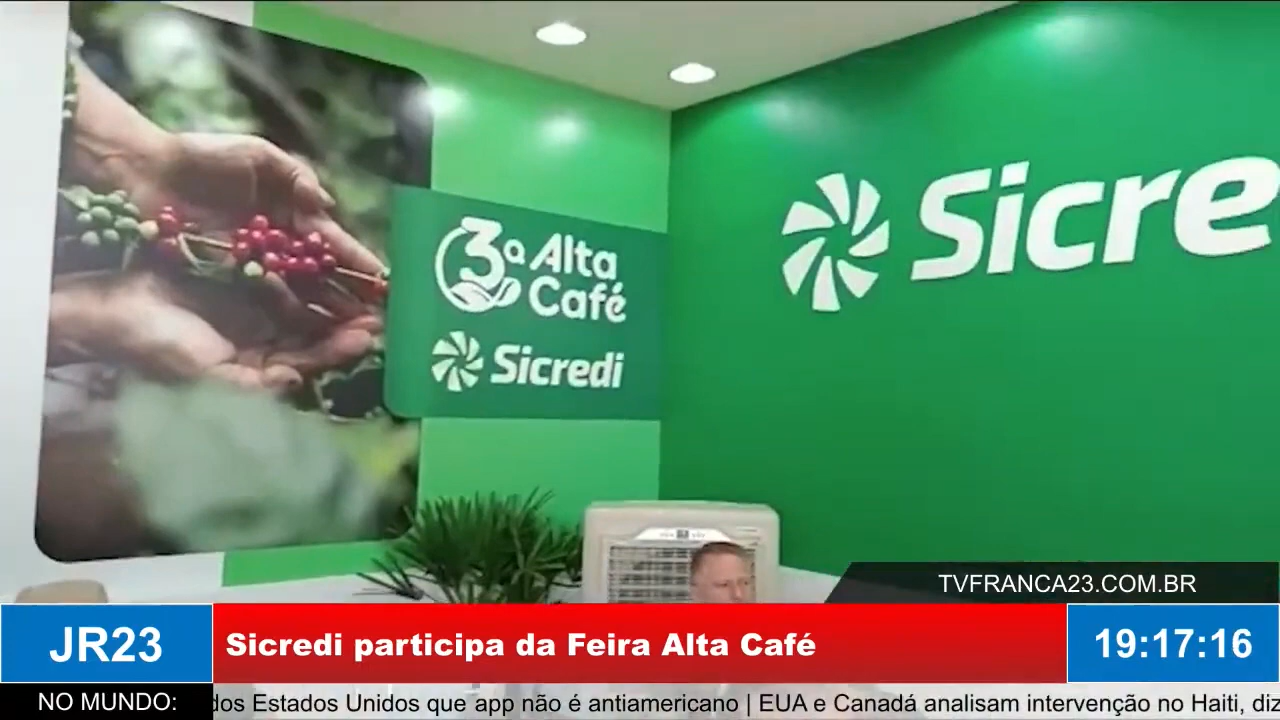 3ª Alta
Café
Sicredi
Sicre
TVFRANCA23.COM.BR
JR23
Sicredi participa da Feira Alta Café
19:17:16
NO MUNDO:
dos Estados Unidos que app não é antiamericano | EUA e Canadá analisam intervenção no Haiti, diz